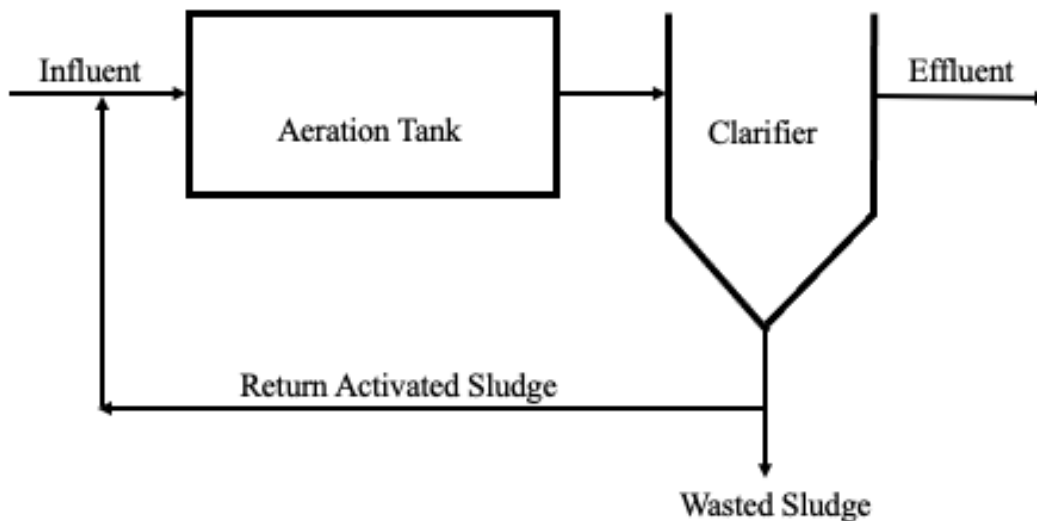 Influent
Effluent
Aeration Tank
Clarifier
Return Activated Sludge
Wasted Sludge